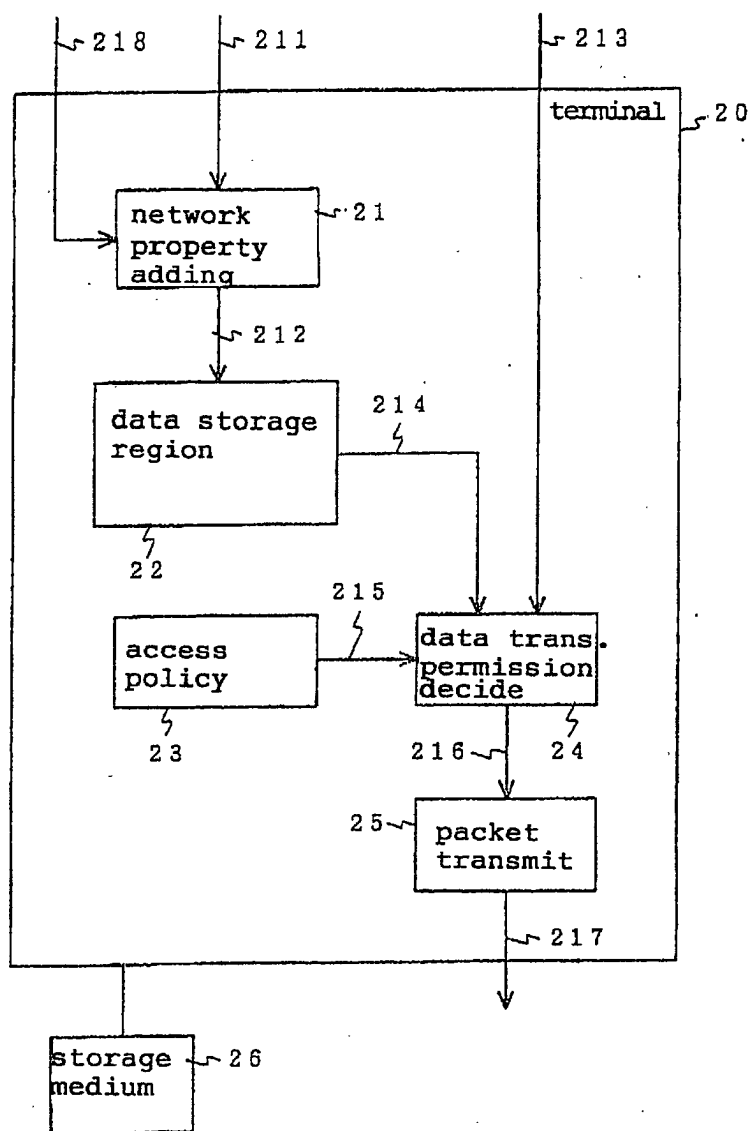 218
211
213
terminal
20
network
property
adding
21
212
data storage
region
214
22
215
access
policy
23
data trans.
permission
decide
216
24
25
packet
transmit
217
storage
medium
26